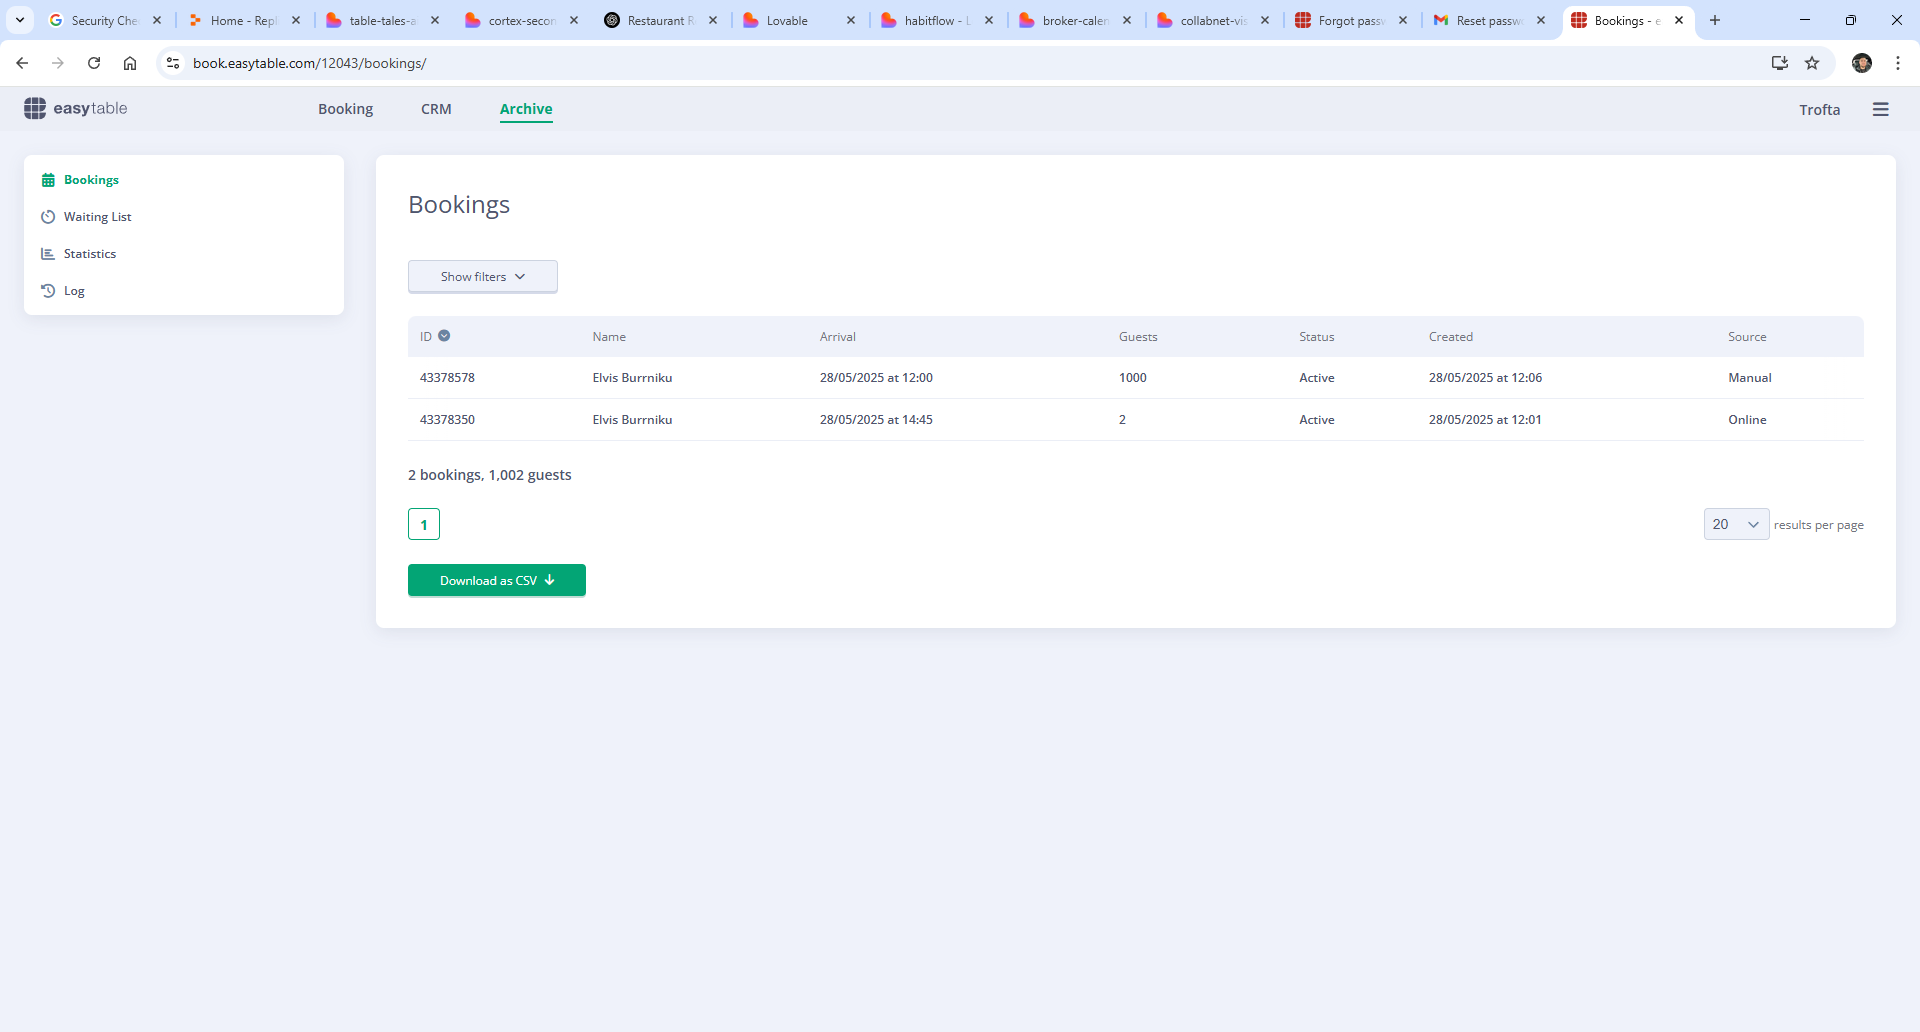 Security Che
Home - Repl
table-tales-a
cortex-secon
Restaurant R
Lovable
habitflow - L
broker-calen
collabnet-vis
Forgot passw
Reset passwo
Bookings - e
book.easytable.com/12043/bookings/
easytable
Booking
CRM
Archive
Trofta
Bookings
Waiting List
Statistics
Log
Bookings
Show filters
ID Name Arrival Guests Status Created Source
43378578 Elvis Burrniku 28/05/2025 at 12:00 1000 Active 28/05/2025 at 12:06 Manual
43378350 Elvis Burrniku 28/05/2025 at 14:45 2 Active 28/05/2025 at 12:01 Online
2 bookings, 1,002 guests
1
20 results per page
Download as CSV